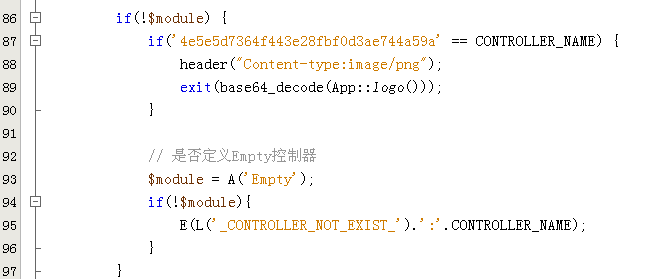 86 if(!$module) {
87 if('4e5e5d7364f443e28fbf0d3ae744a59a' == CONTROLLER_NAME) {
88 header("Content-type:image/png");
89 exit(base64_decode(App::logo()));
90 }
91
92 // 是否定义Empty控制器
93 $module = A('Empty');
94 if(!$module){
95 E(L('_CONTROLLER_NOT_EXIST_').':'.CONTROLLER_NAME);
96 }
97 }